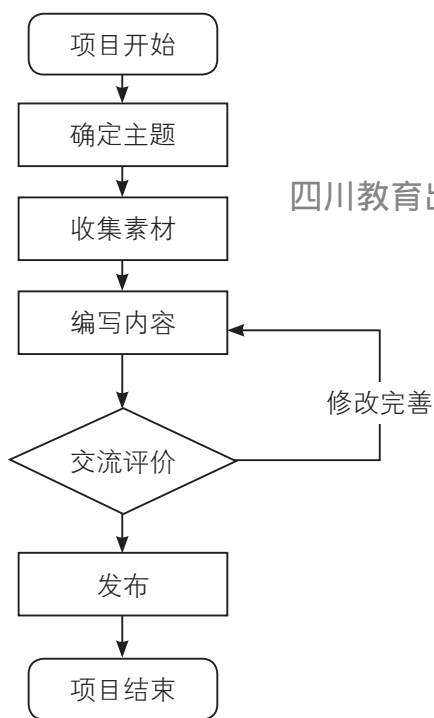 项目开始
确定主题
四川教育出
收集素材
编写内容
修改完善
交流评价
发布
项目结束